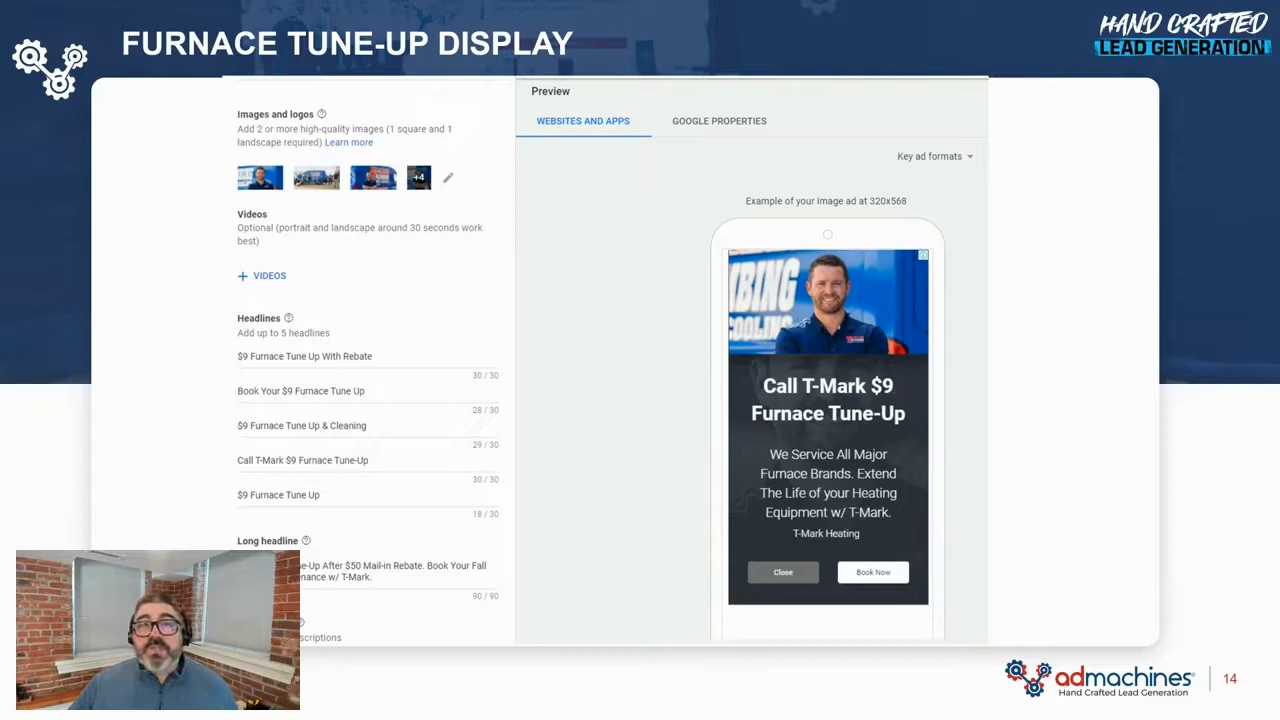 FURNACE TUNE-UP DISPLAY
HAND CRAFTED
LEAD GENERATION
Images and logos
Add 2 or more high-quality images (1 square and 1
landscape required) Learn more
+4
Videos
Optional (portrait and landscape around 30 seconds work
best)
+ VIDEOS
Headlines
Add up to 5 headlines
$9 Furnace Tune Up With Rebate
30 / 30
Book Your $9 Furnace Tune Up
28 / 30
$9 Furnace Tune Up & Cleaning
29 / 30
Call T-Mark $9 Furnace Tune-Up
30 / 30
$9 Furnace Tune Up
18 / 30
Long headline
e-Up After $50 Mail-in Rebate. Book Your Fall
nance w/ T-Mark.
90 / 90
scriptions
Preview
WEBSITES AND APPS
GOOGLE PROPERTIES
Key ad formats
Example of your image ad at 320x568
BING
COOLING
Call T-Mark $9
Furnace Tune-Up
We Service All Major
Furnace Brands. Extend
The Life of your Heating
Equipment w/ T-Mark.
T-Mark Heating
Close
Book Now
admachines
Hand Crafted Lead Generation
14